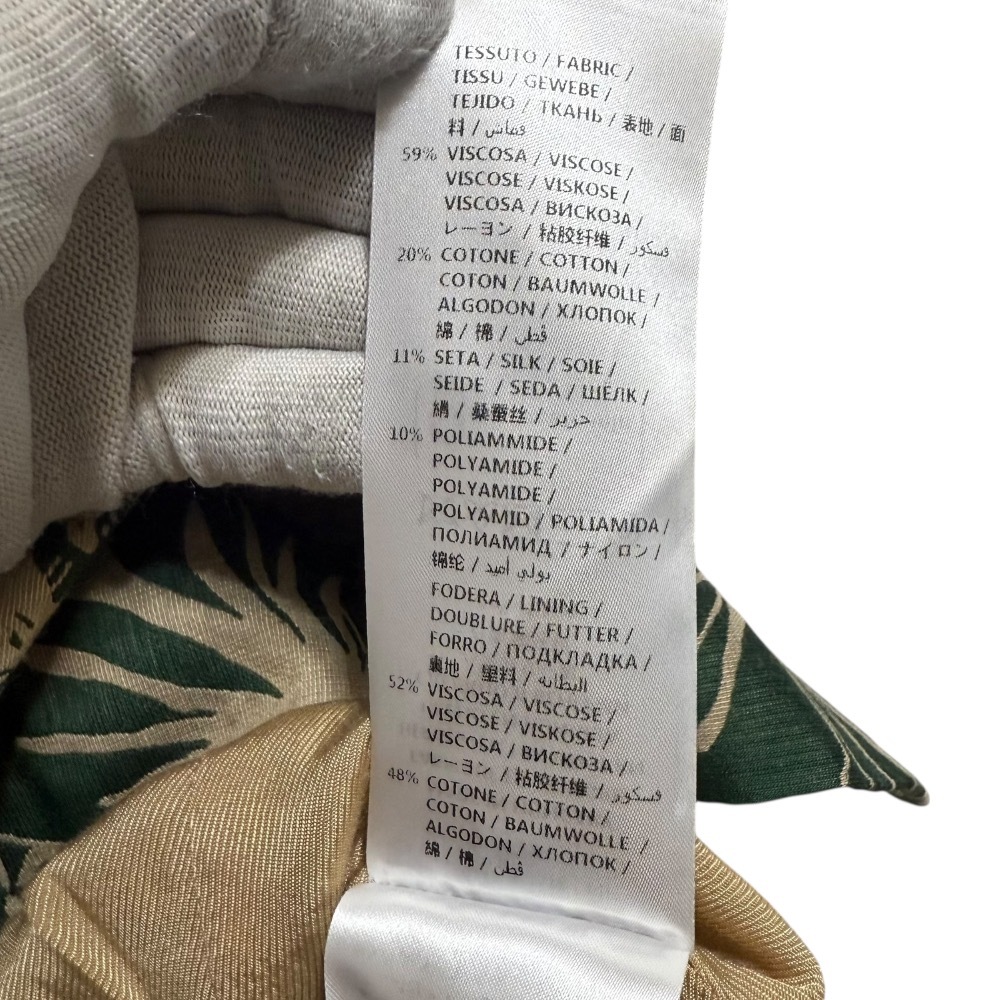 TESSUTO / FABRIC /
TISSU / GEWEBE /
TEJIDO / ТКАНЬ / 表地 / 面
料 / قماش
59% VISCOSA / VISCOSE /
VISCOSE / VISKOSE /
VISCOSA / ВИСКОЗА /
レーヨン / 粘胶纤维 / فسكوز
20% COTONE / COTTON /
COTON / BAUMWOLLE /
ALGODON / ХЛОПОК /
綿 / 棉 / قطن
11% SETA / SILK / SOIE /
SEIDE / SEDA / ШЕЛК /
絹 / 桑蚕丝 / حرير
10% POLIAMMIDE /
POLYAMIDE /
POLYAMIDE /
POLYAMID / POLIAMIDA /
ПОЛИАМИД / ナイロン /
锦纶 / بولي أميد
FODERA / LINING /
DOUBLURE / FUTTER /
FORRO / ПОДКЛАДКА /
裏地 / 里料 / البطانه
52% VISCOSA / VISCOSE /
VISCOSE / VISKOSE /
VISCOSA / ВИСКОЗА /
レーヨン / 粘胶纤维 / فسكوز
48% COTONE / COTTON /
COTON / BAUMWOLLE /
ALGODON / ХЛОПОК /
綿 / 棉 / قطن